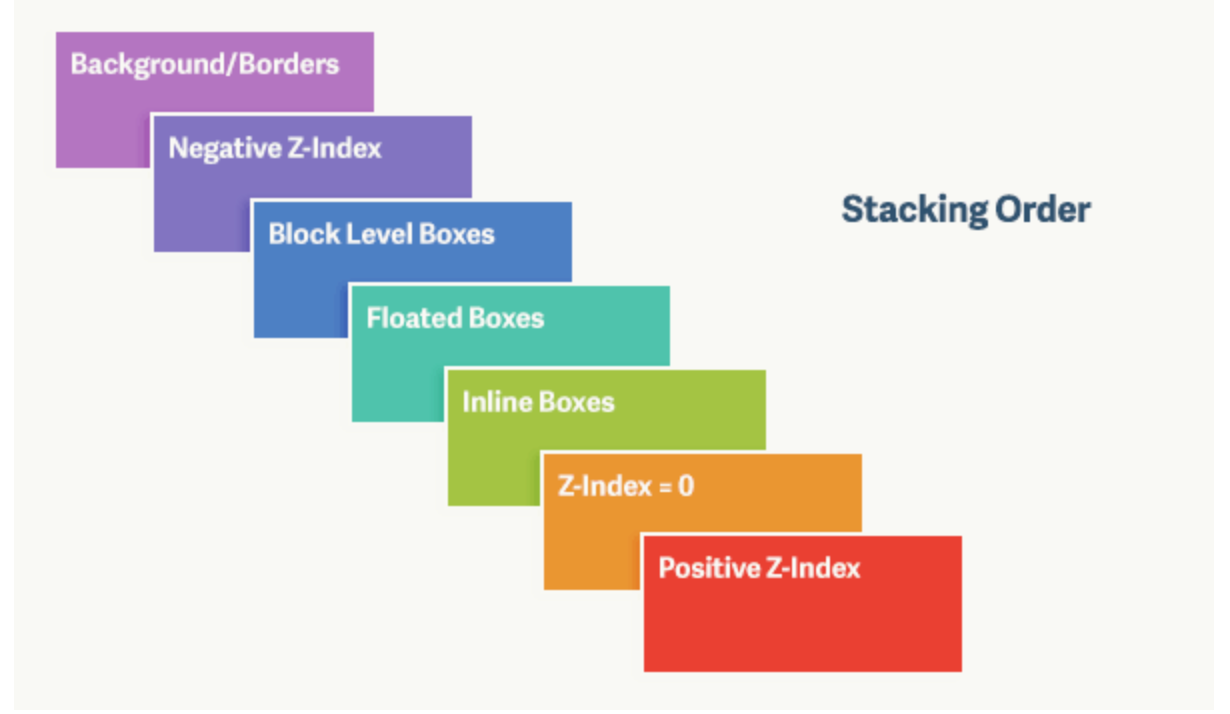 Background/Borders
Negative Z-Index
Stacking Order
Block Level Boxes
Floated Boxes
Inline Boxes
Z-Index = 0
Positive Z-Index